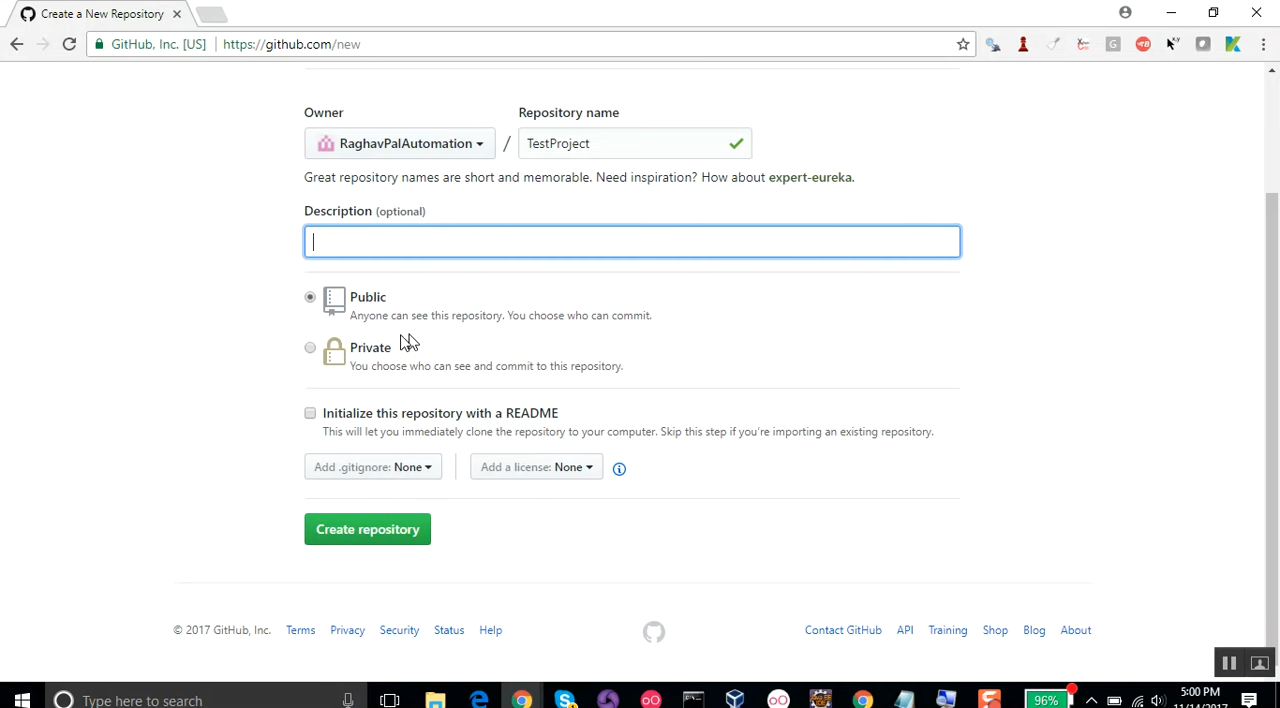 Create a New Repository
GitHub, Inc. [US]
https://github.com/new
Owner
Repository name
RaghavPalAutomation
/
TestProject
Great repository names are short and memorable. Need inspiration? How about expert-eureka.
Description (optional)
Public
Anyone can see this repository. You choose who can commit.
Private
You choose who can see and commit to this repository.
Initialize this repository with a README
This will let you immediately clone the repository to your computer. Skip this step if you're importing an existing repository.
Add .gitignore: None
Add a license: None
Create repository
© 2017 GitHub, Inc.
Terms
Privacy
Security
Status
Help
Contact GitHub
API
Training
Shop
Blog
About
5:00 PM
Type here to search
96%
11/14/2017